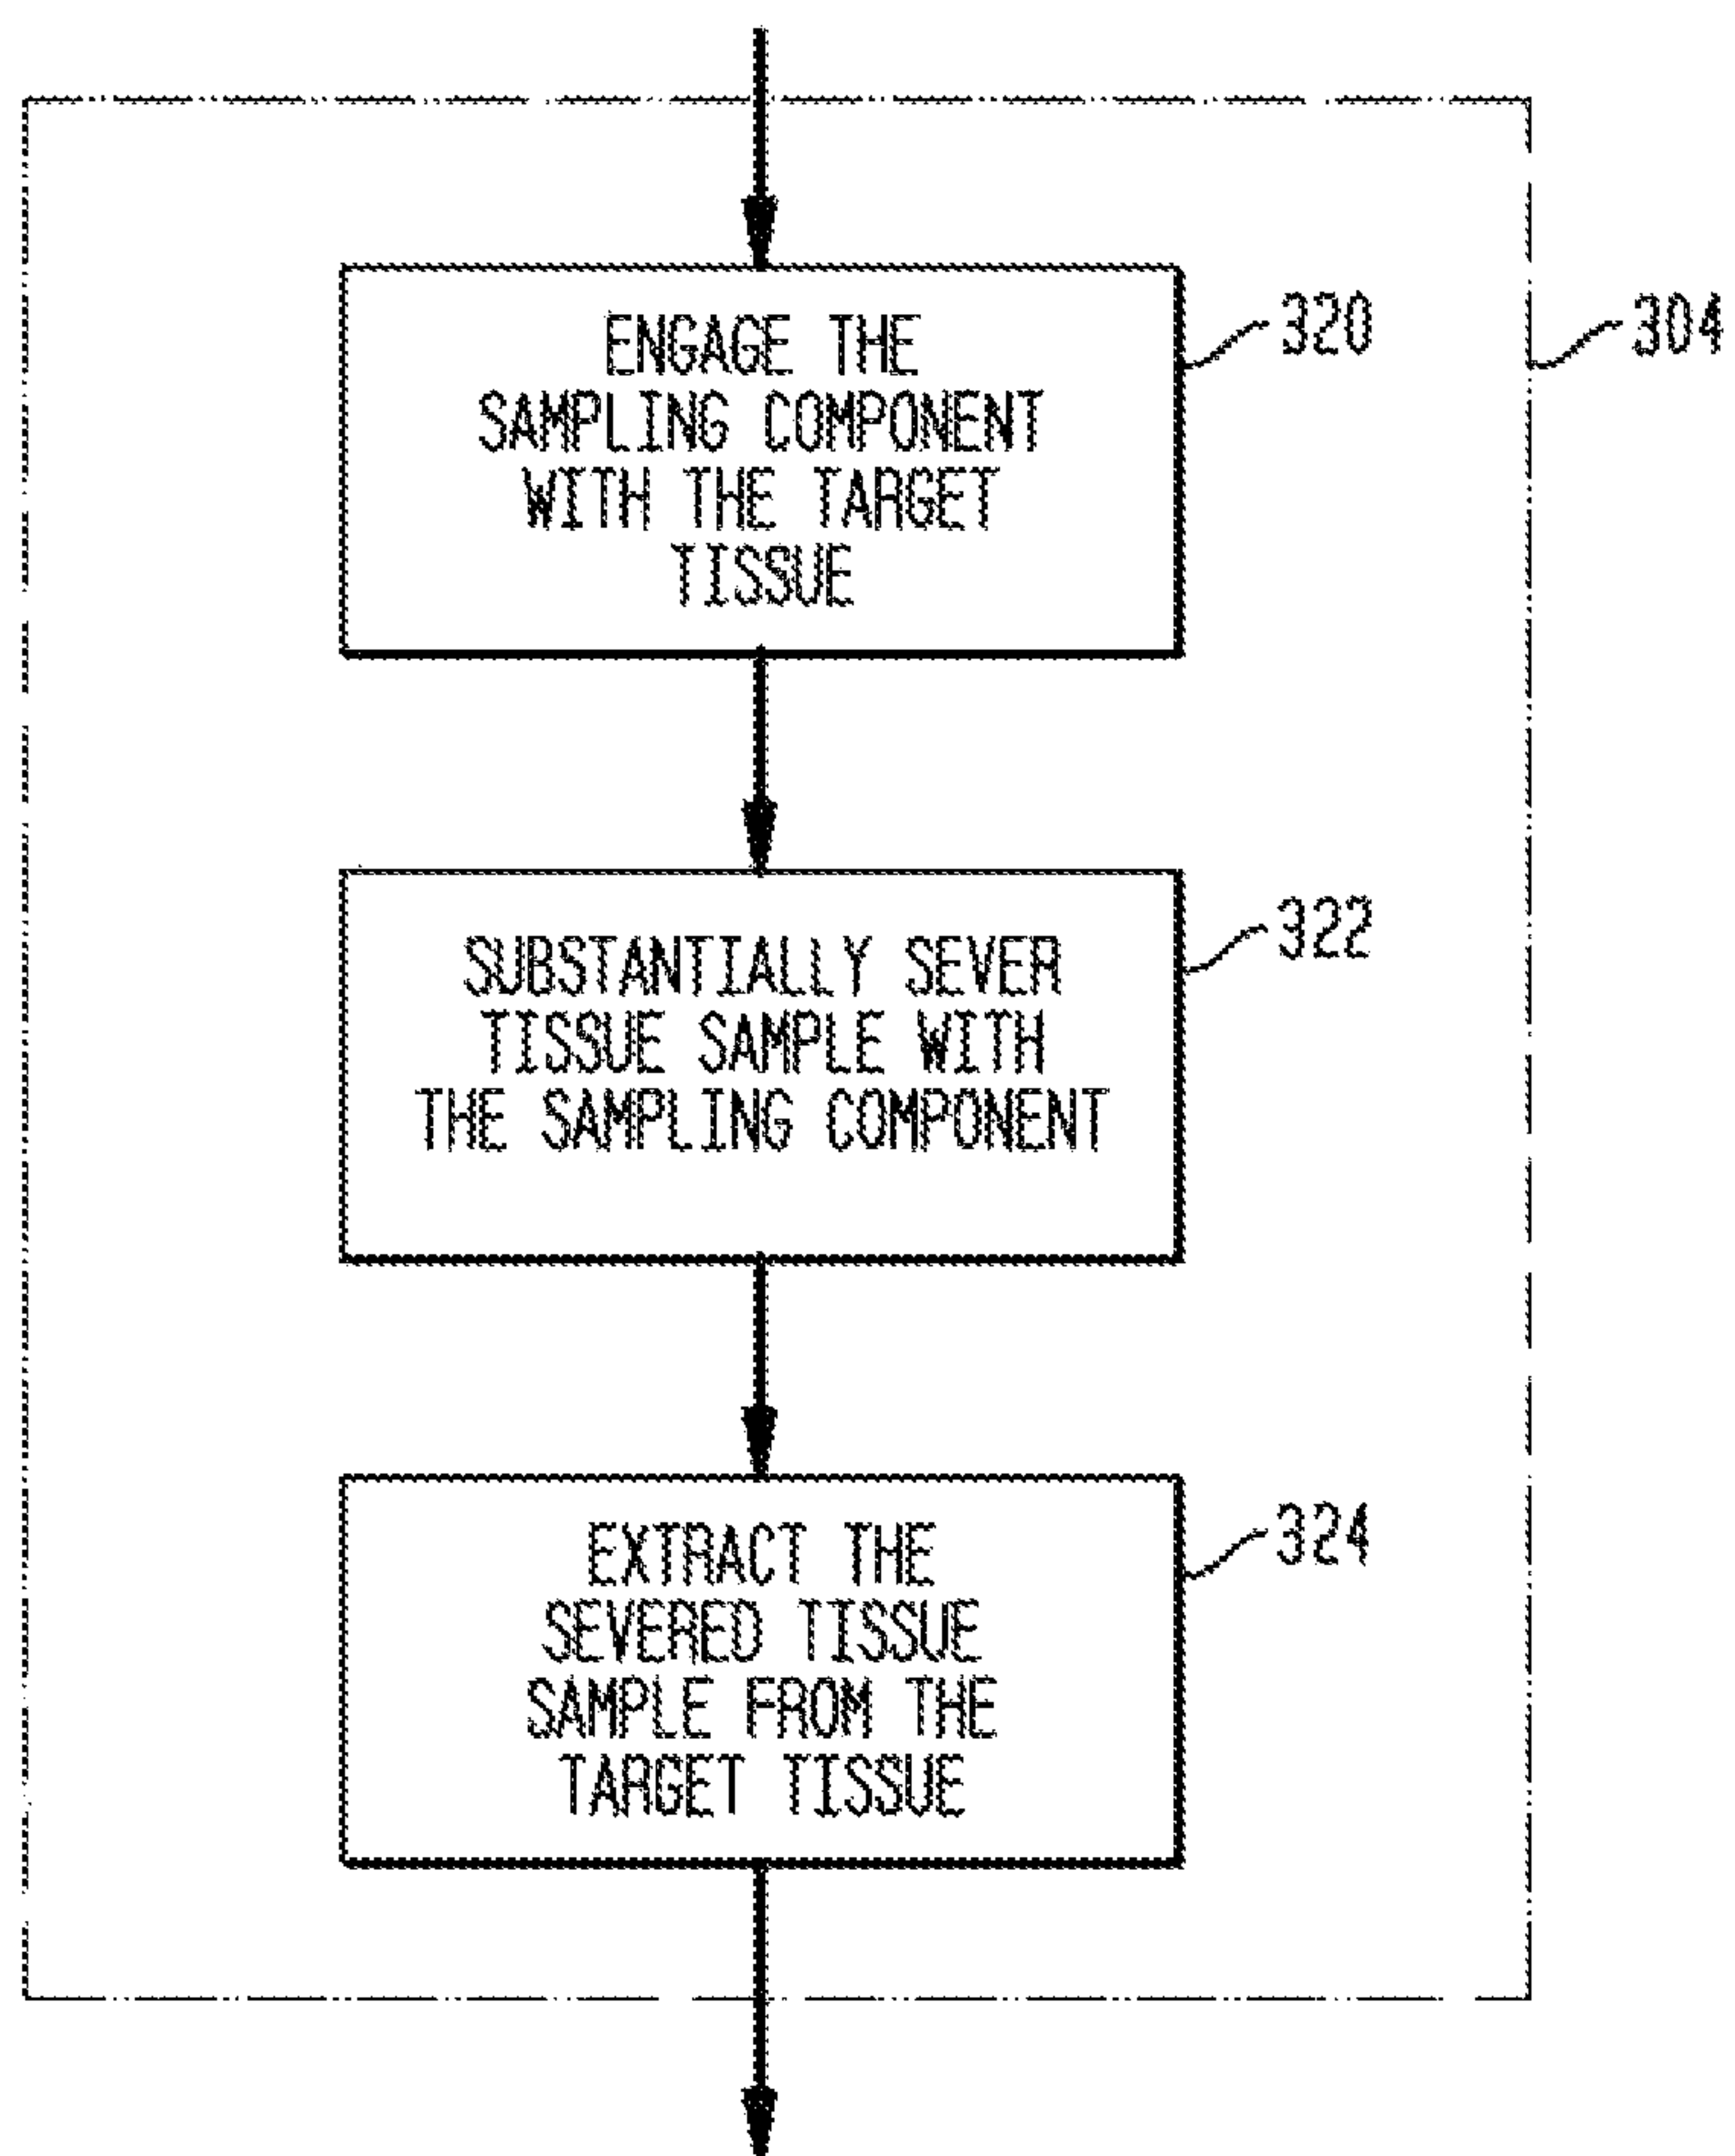 ENGAGE THE
SAMPLING COMPONENT
WITH THE TARGET
TISSUE
320
304
SUBSTANTIALLY SEVER
TISSUE SAMPLE WITH
THE SAMPLING COMPONENT
322
EXTRACT THE
SEVERED TISSUE
SAMPLE FROM THE
TARGET TISSUE
324